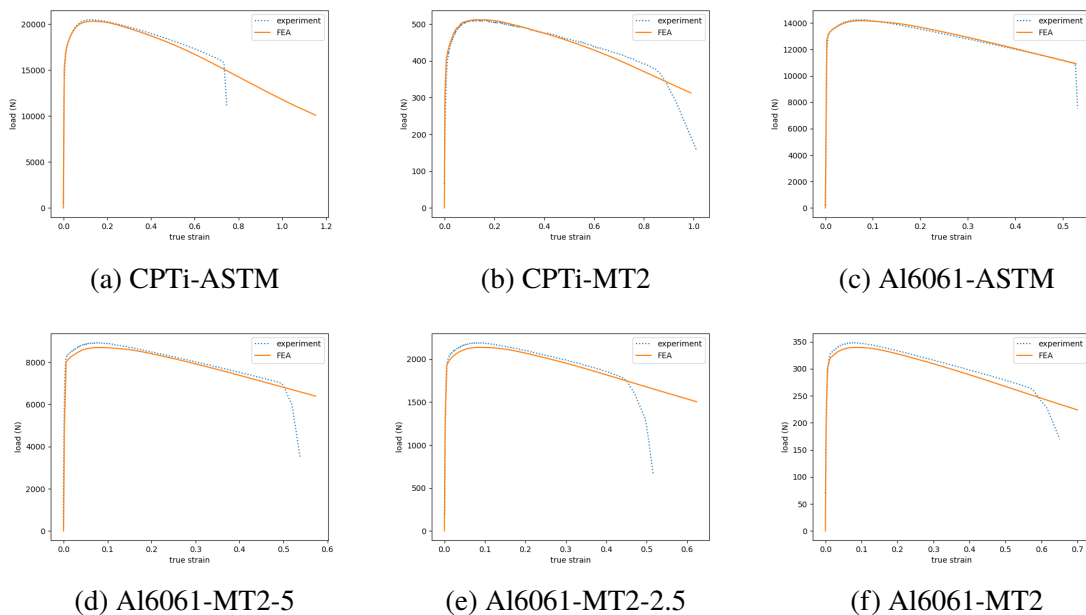 20000
15000
10000
5000
0
load (N)
0.0 0.2 0.4 0.6 0.8 1.0 1.2
true strain
experiment
FEA
(a) CPTi-ASTM
500
400
300
200
100
0
load (N)
0.0 0.2 0.4 0.6 0.8 1.0
true strain
experiment
FEA
(b) CPTi-MT2
14000
12000
10000
8000
6000
4000
2000
0
load (N)
0.0 0.1 0.2 0.3 0.4 0.5
true strain
experiment
FEA
(c) Al6061-ASTM
8000
6000
4000
2000
0
load (N)
0.0 0.1 0.2 0.3 0.4 0.5 0.6
true strain
experiment
FEA
(d) Al6061-MT2-5
2000
1500
1000
500
0
load (N)
0.0 0.1 0.2 0.3 0.4 0.5 0.6
true strain
experiment
FEA
(e) Al6061-MT2-2.5
350
300
250
200
150
100
50
0
load (N)
0.0 0.1 0.2 0.3 0.4 0.5 0.6 0.7
true strain
experiment
FEA
(f) Al6061-MT2